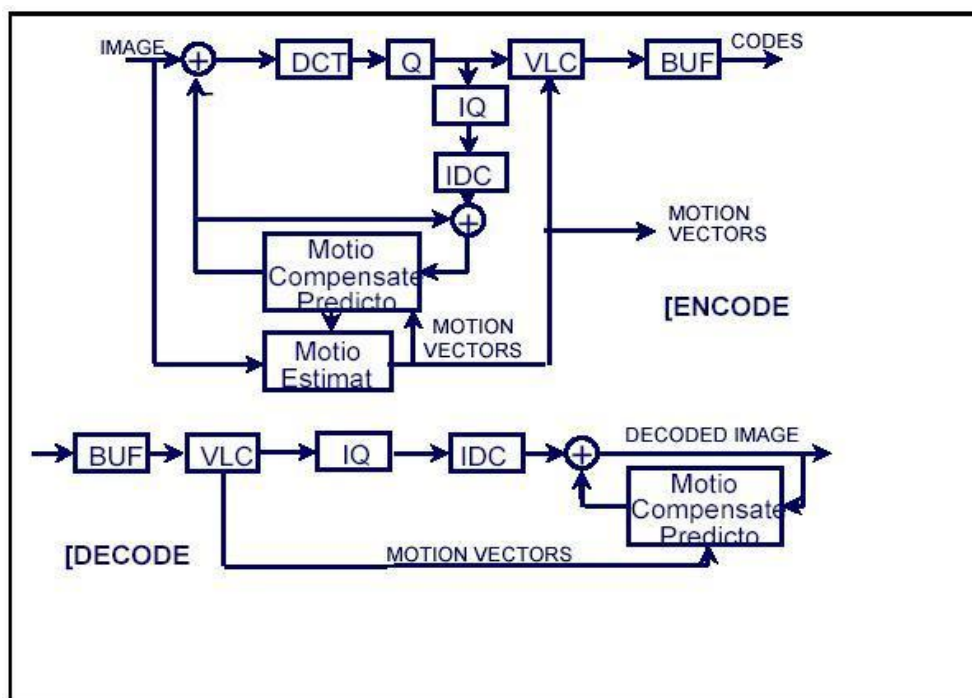 IMAGE
+
DCT
Q
VLC
BUF
CODES
-
IQ
IDC
+
Motio
Compensate
Predicto
MOTION
VECTORS
[ENCODE
Motio
Estimat
MOTION
VECTORS
BUF
VLC
IQ
IDC
+
DECODED IMAGE
Motio
Compensate
Predicto
[DECODE
MOTION VECTORS